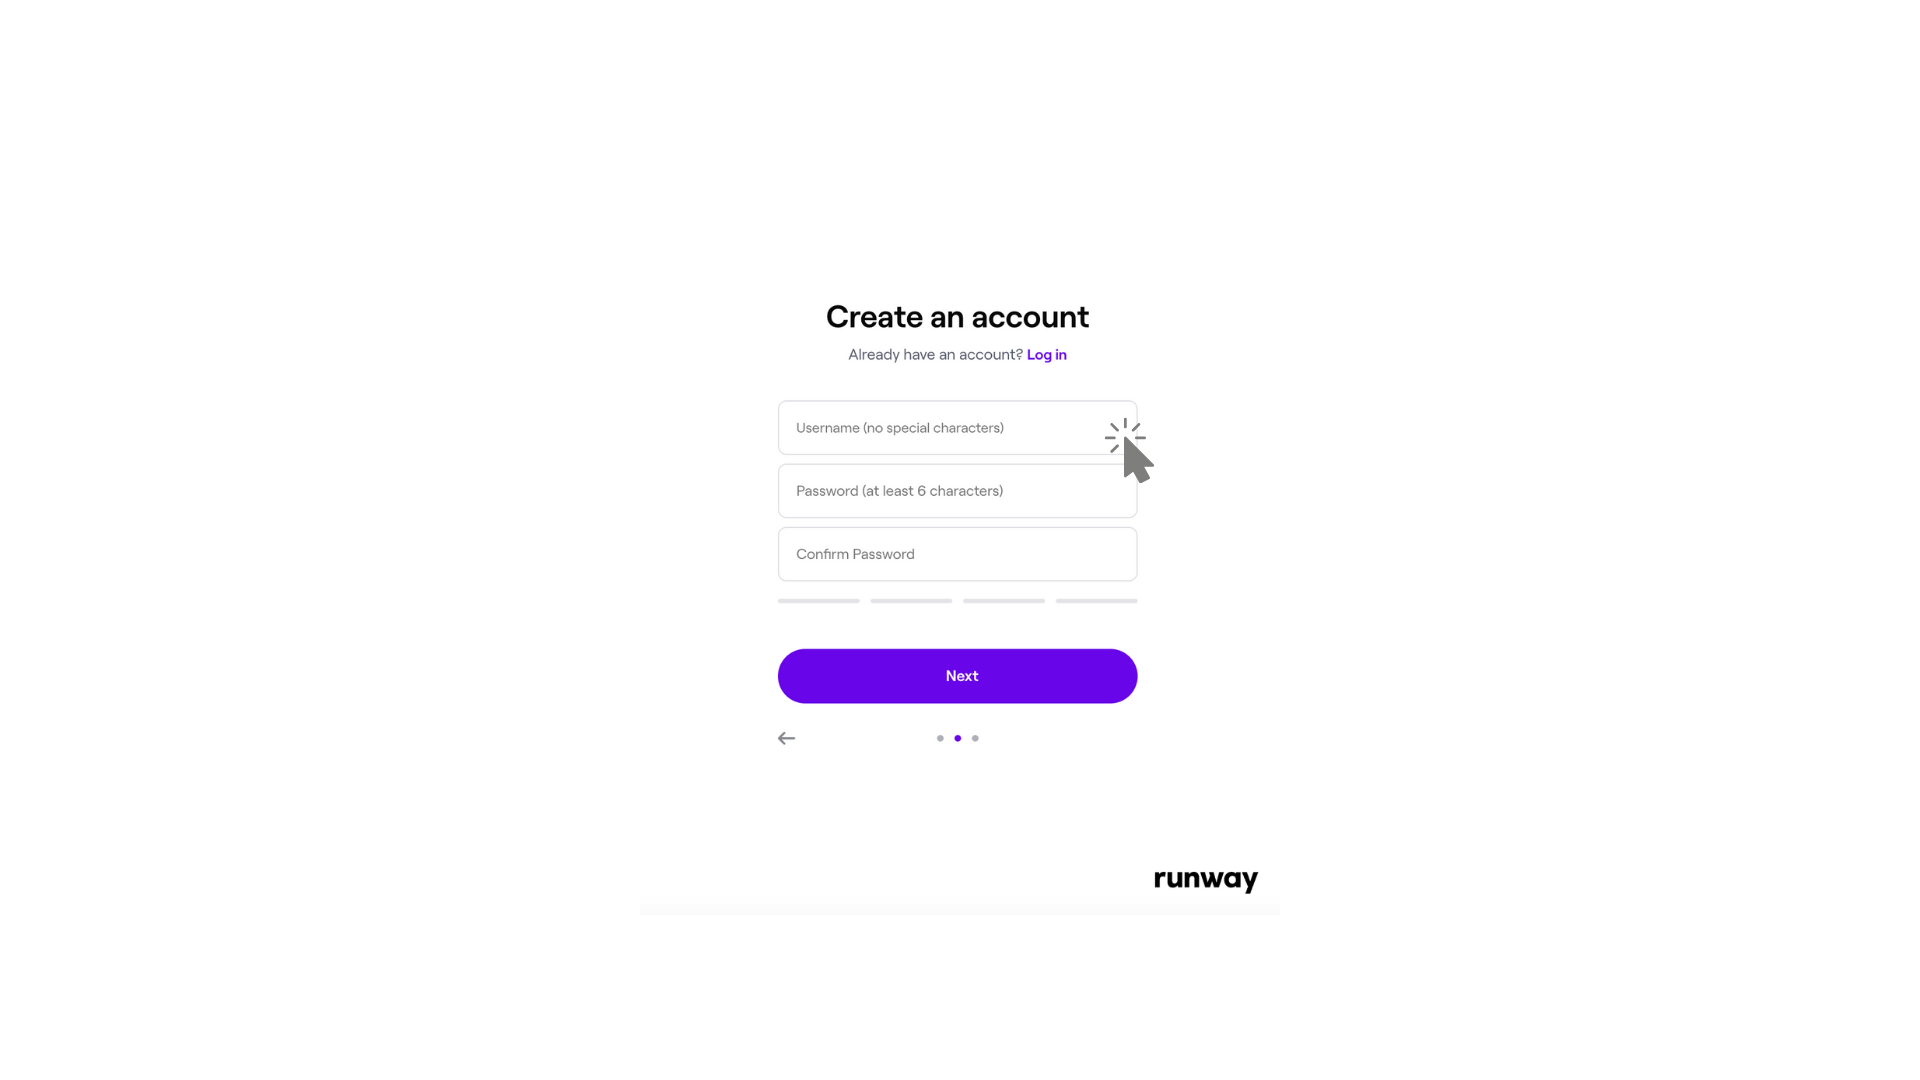 Create an account
Already have an account? Log in
Username (no special characters)
Password (at least 6 characters)
Confirm Password
Next
runway